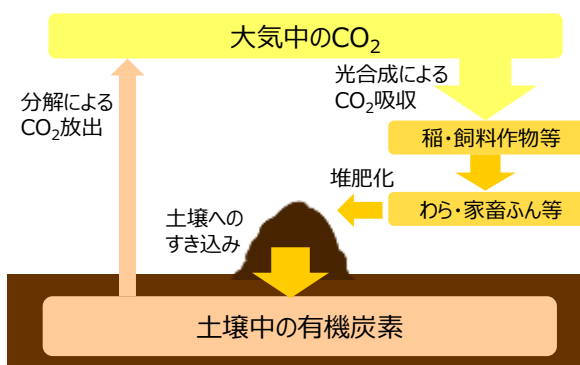 大気中のCO₂
分解による
CO₂放出
光合成による
CO₂吸収
稲・飼料作物等
堆肥化
わら・家畜ふん等
土壌への
すき込み
土壌中の有機炭素